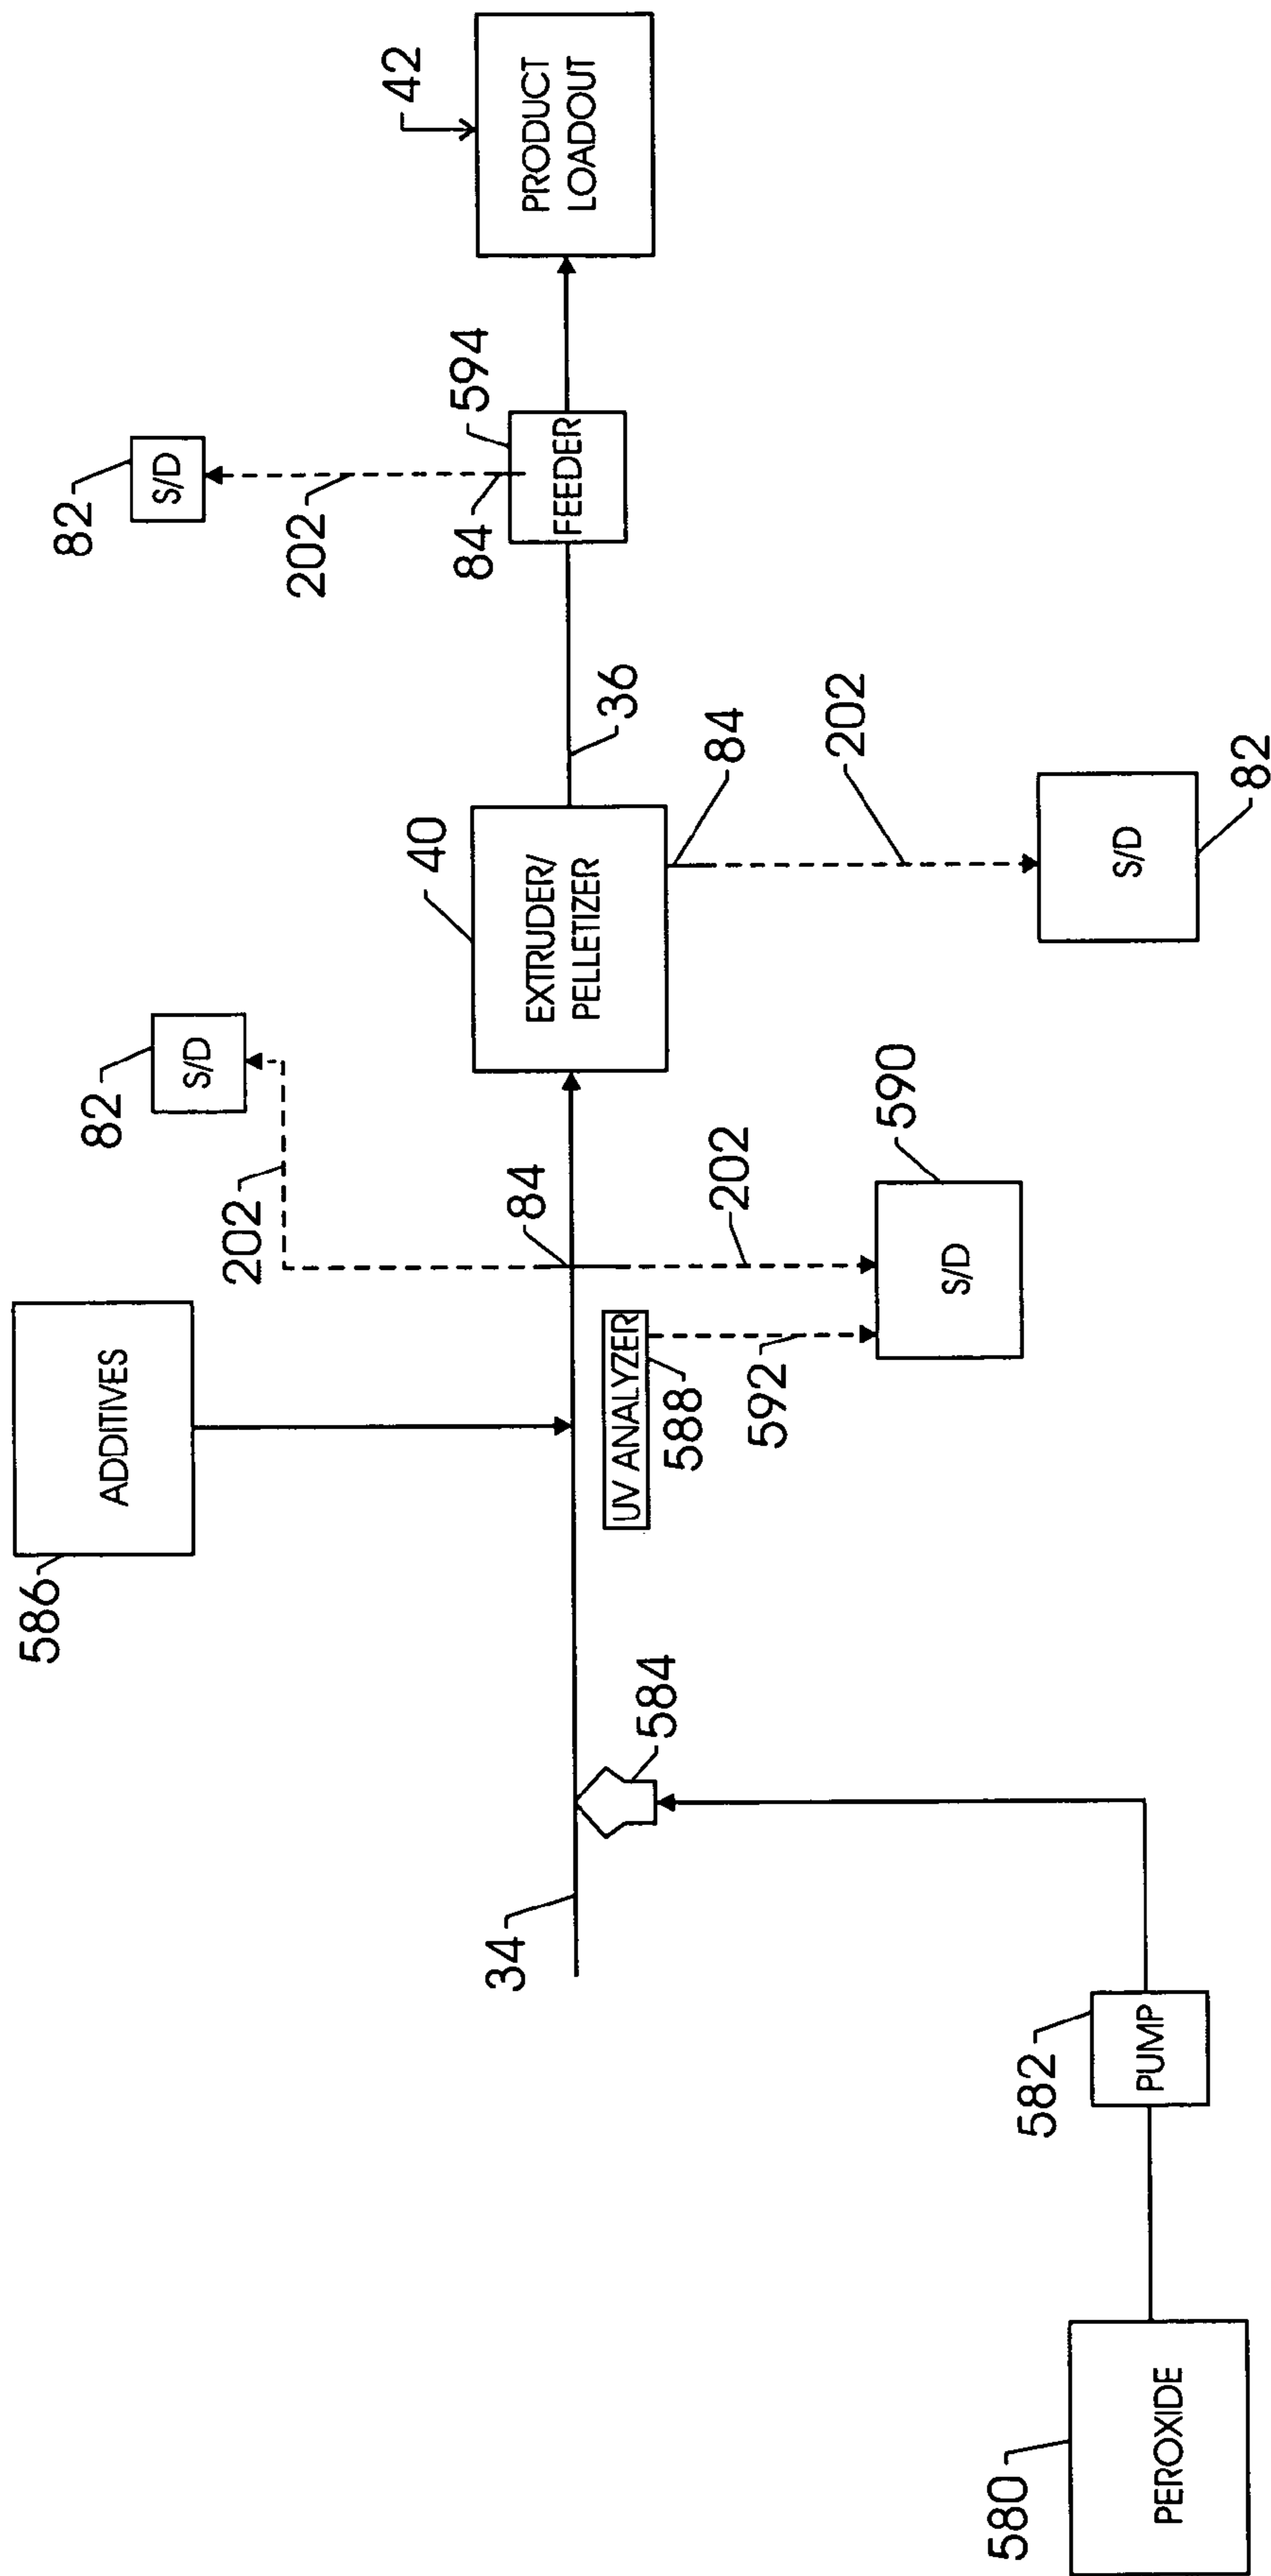 586
ADDITIVES
82
S/D
202
82
S/D
202
42
PRODUCT
LOADOUT
594
84
FEEDER
40
EXTRUDER/
PELLETIZER
36
84
202
S/D
82
84
202
UV ANALYZER
588
592
590
S/D
34
584
582
PUMP
580
PEROXIDE